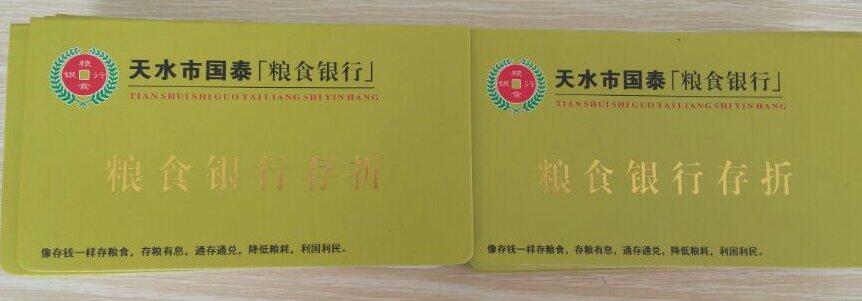 粮
银 行
食
天水市国泰「粮食银行」
TIAN SHUI SHI GUO TAI LIANG SHI YIN HANG
粮食银行存折
像存钱一样存粮食，存粮有息，通存通兑，降低粮耗，利国利民。
粮
银 行
食
天水市国泰「粮食银行」
TIAN SHUI SHI GUO TAI LIANG SHI YIN HANG
粮食银行存折
像存钱一样存粮食，存粮有息，通存通兑，降低粮耗，利国利民。